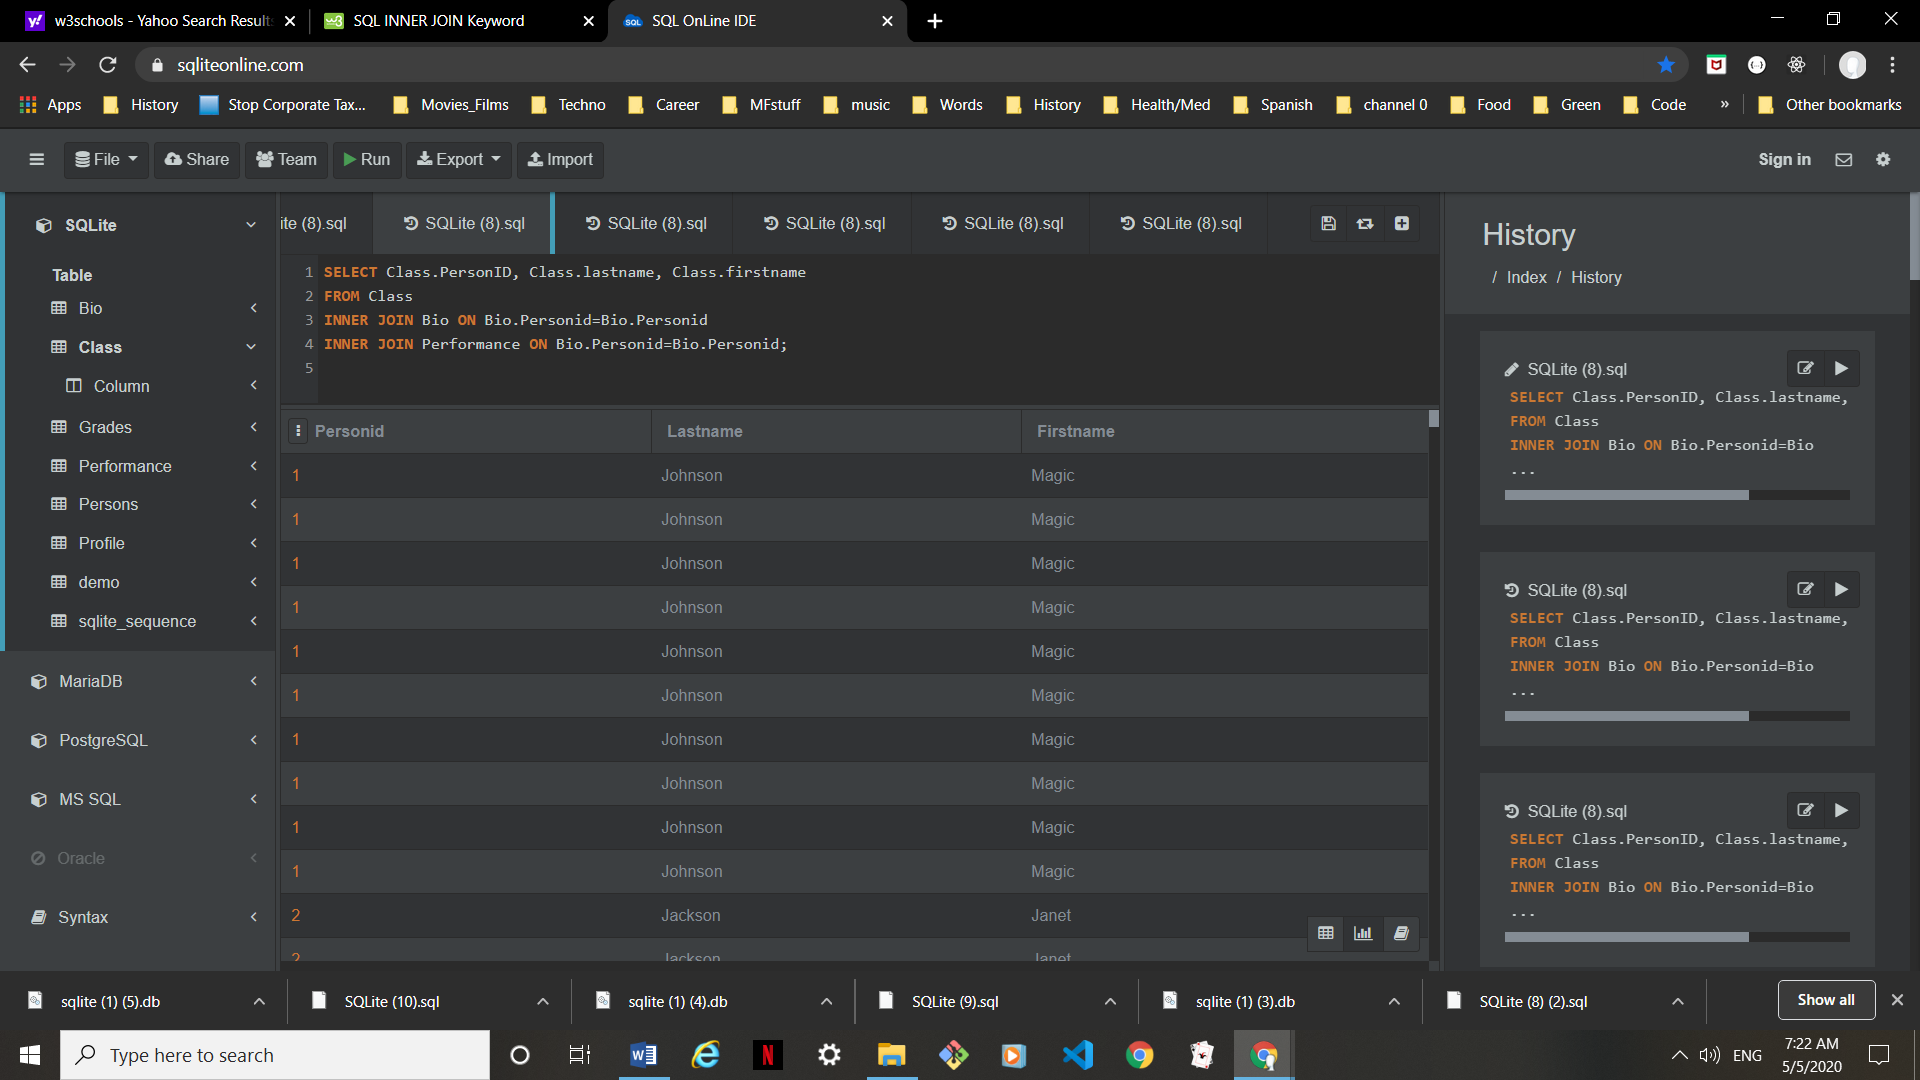 w3schools - Yahoo Search Results
SQL INNER JOIN Keyword
SQL OnLine IDE
sqliteonline.com
Apps
History
Stop Corporate Tax...
Movies_Films
Techno
Career
MFstuff
music
Words
History
Health/Med
Spanish
channel 0
Food
Green
Code
»
Other bookmarks
File
Share
Team
Run
Export
Import
Sign in
SQLite
Table
Bio
Class
Column
Grades
Performance
Persons
Profile
demo
sqlite_sequence
MariaDB
PostgreSQL
MS SQL
Oracle
Syntax
ite (8).sql
SQLite (8).sql
SQLite (8).sql
SQLite (8).sql
SQLite (8).sql
SQLite (8).sql
1 SELECT Class.PersonID, Class.lastname, Class.firstname
2 FROM Class
3 INNER JOIN Bio ON Bio.Personid=Bio.Personid
4 INNER JOIN Performance ON Bio.Personid=Bio.Personid;
5
Personid Lastname Firstname
1 Johnson Magic
1 Johnson Magic
1 Johnson Magic
1 Johnson Magic
1 Johnson Magic
1 Johnson Magic
1 Johnson Magic
1 Johnson Magic
1 Johnson Magic
1 Johnson Magic
2 Jackson Janet
2 Jackson Janet
History
/ Index / History
SQLite (8).sql
SELECT Class.PersonID, Class.lastname,
FROM Class
INNER JOIN Bio ON Bio.Personid=Bio
...
SQLite (8).sql
SELECT Class.PersonID, Class.lastname,
FROM Class
INNER JOIN Bio ON Bio.Personid=Bio
...
SQLite (8).sql
SELECT Class.PersonID, Class.lastname,
FROM Class
INNER JOIN Bio ON Bio.Personid=Bio
...
sqlite (1) (5).db
SQLite (10).sql
sqlite (1) (4).db
SQLite (9).sql
sqlite (1) (3).db
SQLite (8) (2).sql
Show all
Type here to search
ENG
7:22 AM
5/5/2020